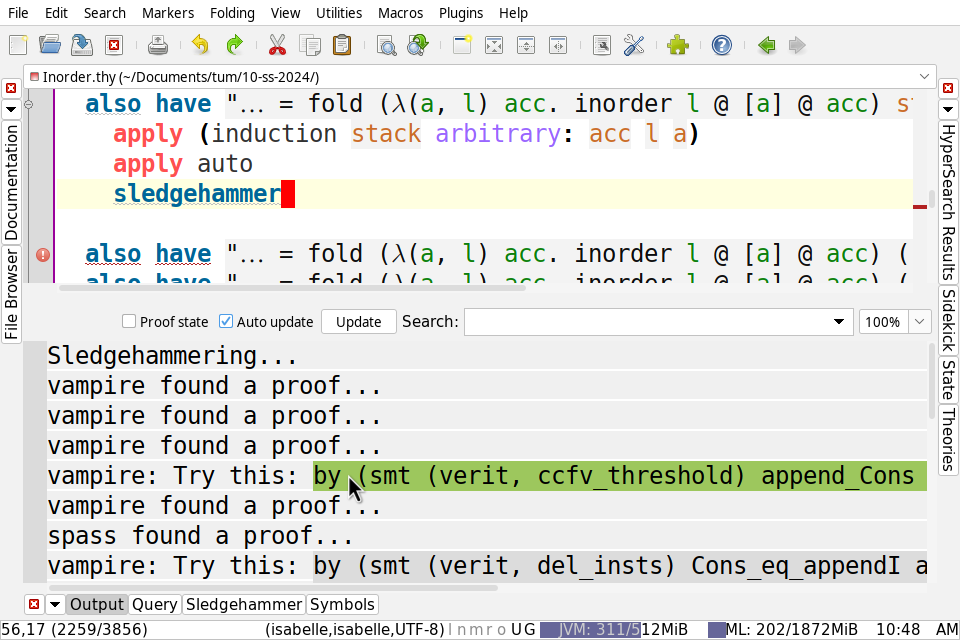 File Edit Search Markers Folding View Utilities Macros Plugins Help
Inorder.thy (~/Documents/tum/10-ss-2024/)
also have "… = fold (λ(a, l) acc. inorder l @ [a] @ acc) s
apply (induction stack arbitrary: acc l a)
apply auto
sledgehammer
also have "… = fold (λ(a, l) acc. inorder l @ [a] @ acc) (
also have "… = fold (λ(a, l) acc. inorder l @ [a] @ acc) (
Documentation
File Browser
HyperSearch Results
Sidekick
State
Theories
Proof state Auto update Update Search: 100%
Sledgehammering...
vampire found a proof...
vampire found a proof...
vampire found a proof...
vampire: Try this: by (smt (verit, ccfv_threshold) append_Cons
vampire found a proof...
spass found a proof...
vampire: Try this: by (smt (verit, del_insts) Cons_eq_appendI a
Output Query Sledgehammer Symbols
56,17 (2259/3856) (isabelle,isabelle,UTF-8) l n m r o UG JVM: 311/512MiB ML: 202/1872MiB 10:48 AM